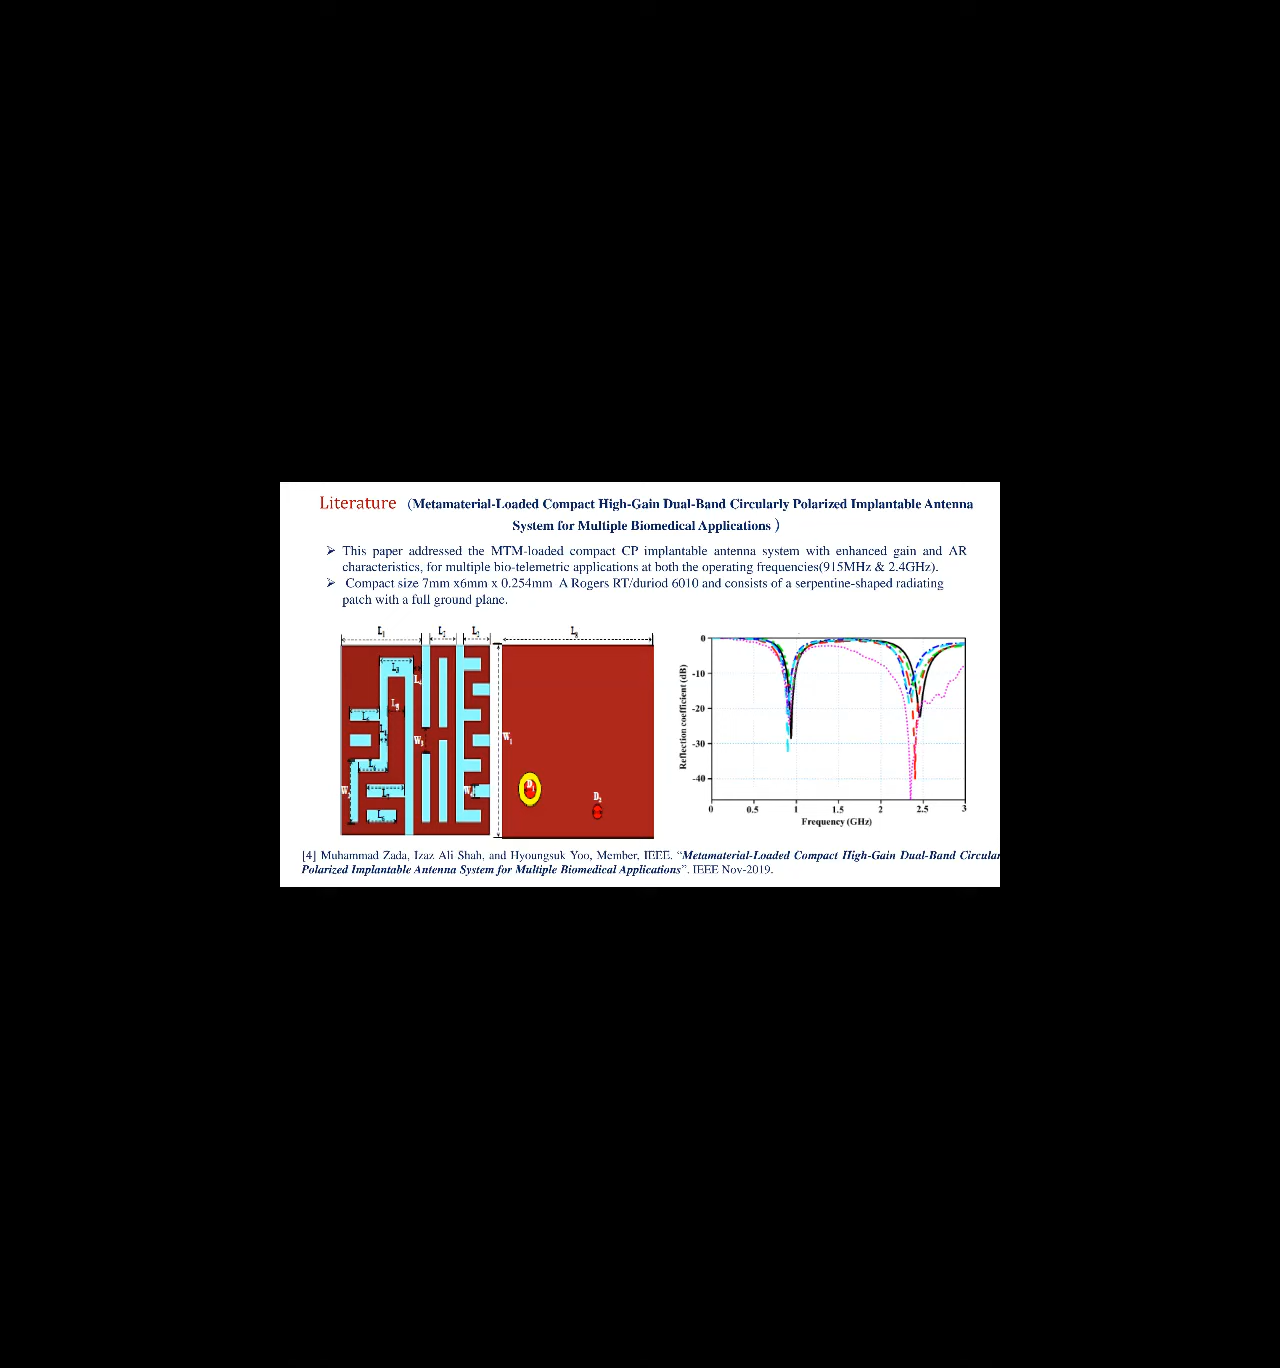 Literature (Metamaterial-Loaded Compact High-Gain Dual-Band Circularly Polarized Implantable Antenna
System for Multiple Biomedical Applications )
➢ This paper addressed the MTM-loaded compact CP implantable antenna system with enhanced gain and AR
characteristics, for multiple bio-telemetric applications at both the operating frequencies(915MHz & 2.4GHz).
➢ Compact size 7mm x6mm x 0.254mm A Rogers RT/duriod 6010 and consists of a serpentine-shaped radiating
patch with a full ground plane.
L₁ L₂ L₈
L₃
W₁
D₂
L₇
Reflection coefficient (dB)
0
-10
-20
-30
-40
0 0.5 1 1.5 2 2.5 3
Frequency (GHz)
[4] Muhammad Zada, Izaz Ali Shah, and Hyoungsuk Yoo, Member, IEEE. “Metamaterial-Loaded Compact High-Gain Dual-Band Circular
Polarized Implantable Antenna System for Multiple Biomedical Applications”. IEEE Nov-2019.